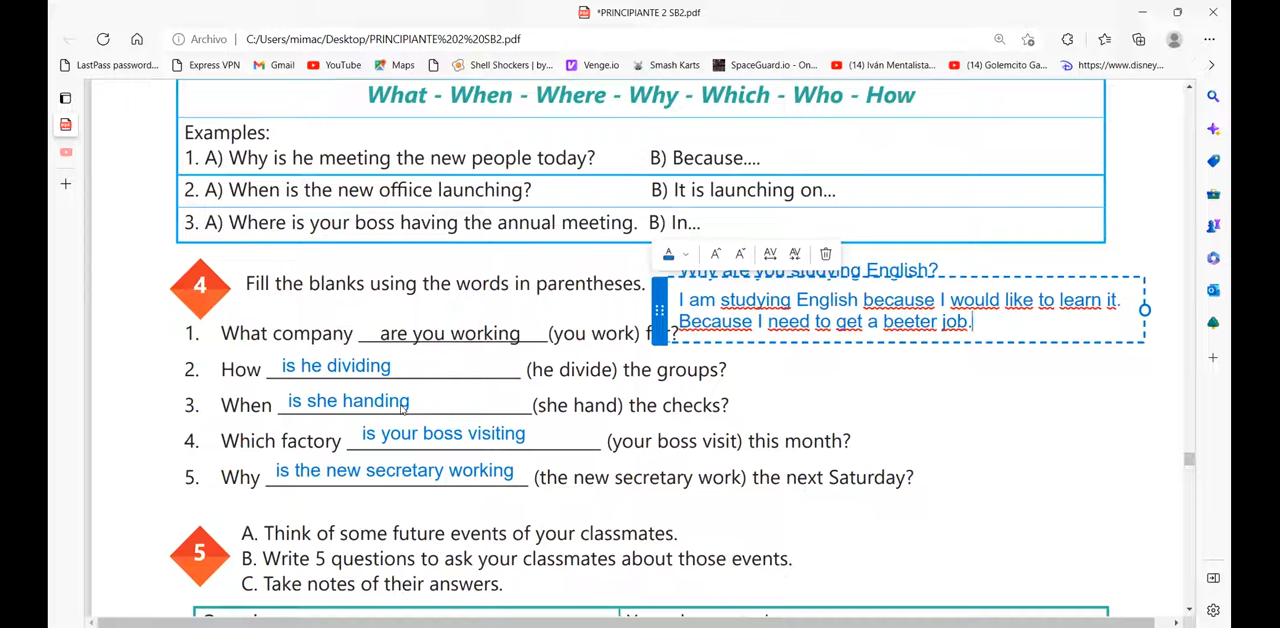 *PRINCIPIANTE 2 SB2.pdf
Archivo C:/Users/mimac/Desktop/PRINCIPIANTE%202%20SB2.pdf
LastPass password... Express VPN Gmail YouTube Maps Shell Shockers | by... Venge.io Smash Karts SpaceGuard.io - On... (14) Iván Mentalista... (14) Golemcito Ga... https://www.disney...
What - When - Where - Why - Which - Who - How
Examples:
1. A) Why is he meeting the new people today? B) Because....
2. A) When is the new office launching? B) It is launching on...
3. A) Where is your boss having the annual meeting. B) In...
Why are you studying English?
4 Fill the blanks using the words in parentheses.
I am studying English because I would like to learn it.
Because I need to get a beeter job.
1. What company are you working (you work) for?
2. How is he dividing (he divide) the groups?
3. When is she handing (she hand) the checks?
4. Which factory is your boss visiting (your boss visit) this month?
5. Why is the new secretary working (the new secretary work) the next Saturday?
5 A. Think of some future events of your classmates.
B. Write 5 questions to ask your classmates about those events.
C. Take notes of their answers.